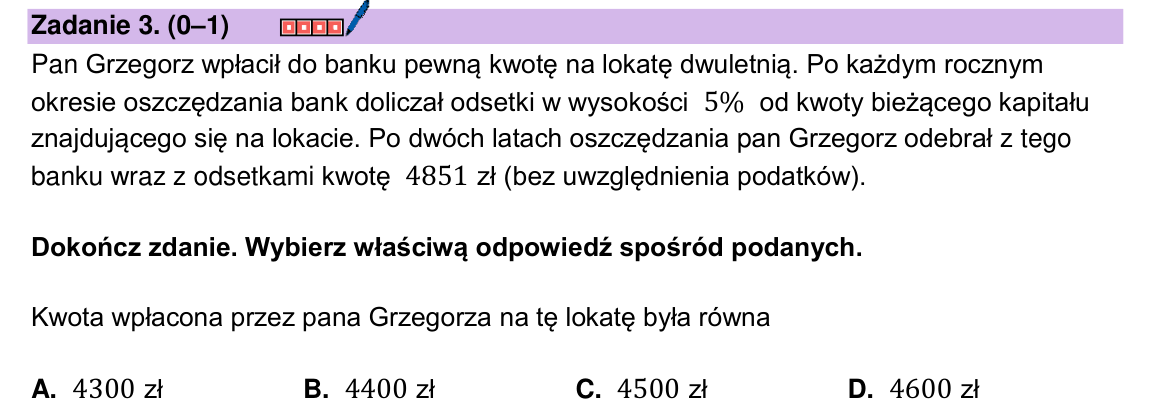 Zadanie 3. (0–1)
Pan Grzegorz wpłacił do banku pewną kwotę na lokatę dwuletnią. Po każdym rocznym
okresie oszczędzania bank doliczał odsetki w wysokości 5% od kwoty bieżącego kapitału
znajdującego się na lokacie. Po dwóch latach oszczędzania pan Grzegorz odebrał z tego
banku wraz z odsetkami kwotę 4851 zł (bez uwzględnienia podatków).
Dokończ zdanie. Wybierz właściwą odpowiedź spośród podanych.
Kwota wpłacona przez pana Grzegorza na tę lokatę była równa
A. 4300 zł B. 4400 zł C. 4500 zł D. 4600 zł